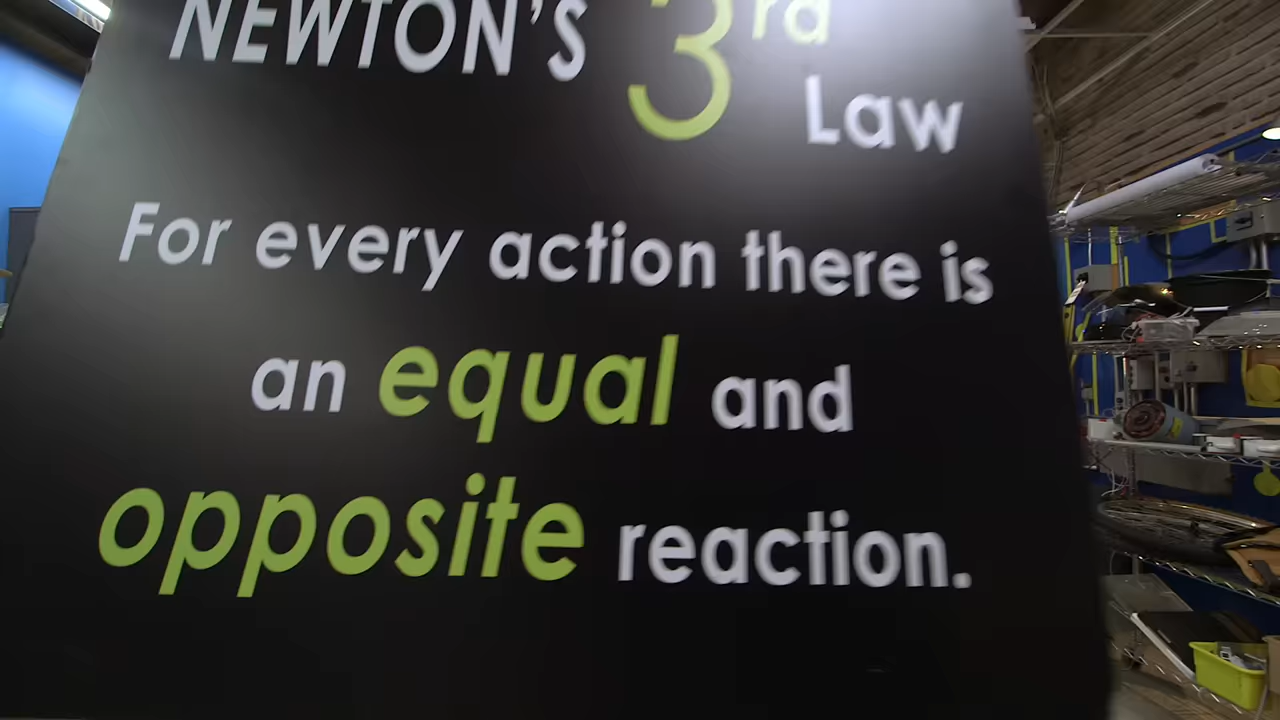 NEWTON'S 3rd
Law
For every action there is
an equal and
opposite reaction.